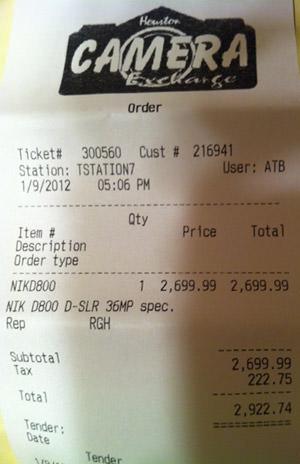 Houston
CAMERA
Exchange
Order
Ticket# 300560 Cust # 216941
Station: TSTATION7 User: ATB
1/9/2012 05:06 PM
Qty
Item # Price Total
Description
Order type
NIKD800 1 2,699.99 2,699.99
NIK D800 D-SLR 36MP spec.
Rep RGH
Subtotal 2,699.99
Tax 222.75
Total 2,922.74
Tender:
Date
Tender